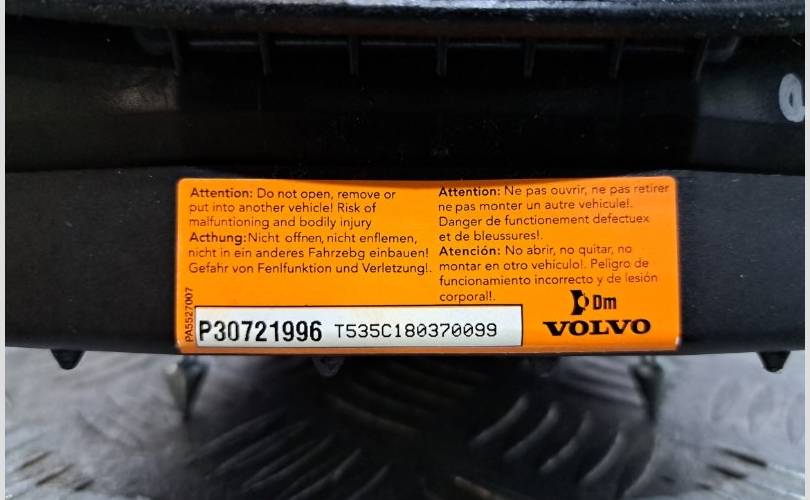 Attention: Do not open, remove or
put into another vehicle! Risk of
malfuntioning and bodily injury
Acthung:Nicht offnen, nicht enflemen,
nicht in ein anderes Fahrzebg einbauen!
Gefahr von Fenlfunktion und Verletzung!.
Attention: Ne pas ouvrir, ne pas retirer
ne pas monter un autre vehicule!.
Danger de functionement defectuex
et de blessures!.
Atención: No abrir, no quitar, no
montar en otro vehículo!. Peligro de
funcionamiento incorrecto y de lesión
corporal!.
PA5527007
P30721996 T535C180370099
Dm
VOLVO